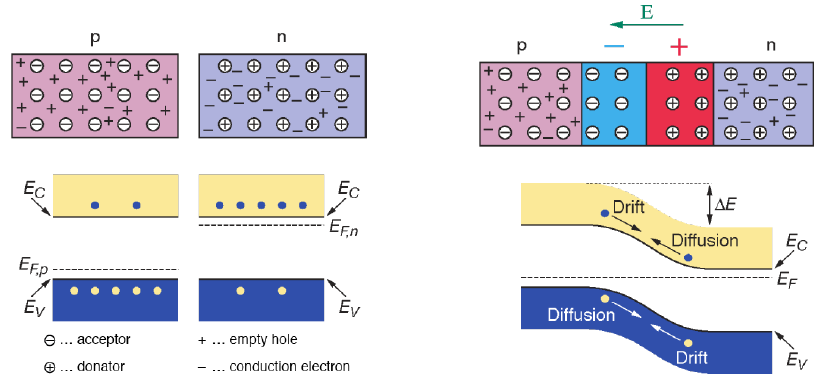 p
n
E
p
−
+
n
E_C
E_C
E_F,n
E_F,p
E_V
E_V
⊖ ... acceptor
+ ... empty hole
⊕ ... donator
− ... conduction electron
Drift
ΔE
Diffusion
E_C
E_F
Diffusion
Drift
E_V